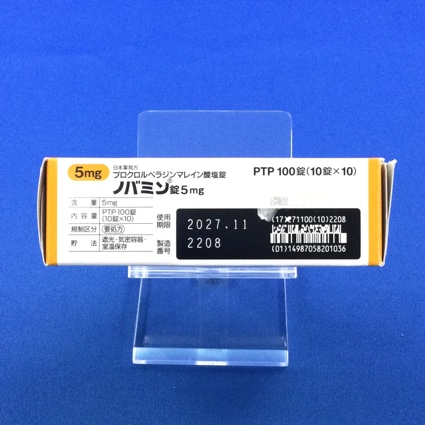 5mg
日本薬局方
プロクロルペラジンマレイン酸塩錠
ノバミン®錠5mg
PTP 100錠(10錠×10)
含 量 5mg
内容量 PTP100錠
(10錠×10)
規制区分 要処方
貯 法 遮光・気密容器・
室温保存
使用
期限 2027.11
製造
番号 2208
(17)271100(10)2208
(01)14987058201036